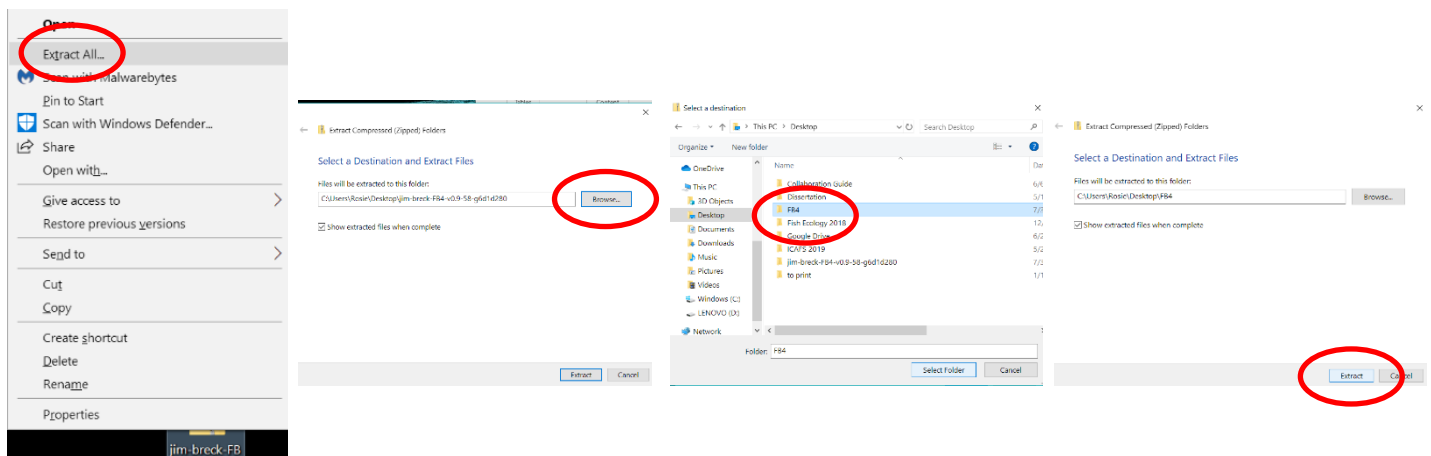 Open
Extract All...
Scan with Malwarebytes
Pin to Start
Scan with Windows Defender...
Share
Open with...
Give access to
Restore previous versions
Send to
Cut
Copy
Create shortcut
Delete
Rename
Properties
jim-breck-FB
Extract Compressed (Zipped) Folders
Select a Destination and Extract Files
Files will be extracted to this folder:
C:\Users\Rosie\Desktop\jim-breck-FB4-v0.9-58-g6d1d280
Browse...
Show extracted files when complete
Extract Cancel
Select a destination
This PC > Desktop
Search Desktop
Organize New folder
Name
OneDrive
This PC
3D Objects
Desktop
Documents
Downloads
Music
Pictures
Videos
Windows (C:)
LENOVO (D:)
Network
Collaboration Guide
Dissertation
FB4
Fish Ecology 2018
Google Drive
ICAFS 2019
jim-breck-FB4-v0.9-58-g6d1d280
to print
Folder: FB4
Select Folder Cancel
Extract Compressed (Zipped) Folders
Select a Destination and Extract Files
Files will be extracted to this folder:
C:\Users\Rosie\Desktop\FB4
Browse...
Show extracted files when complete
Extract Cancel